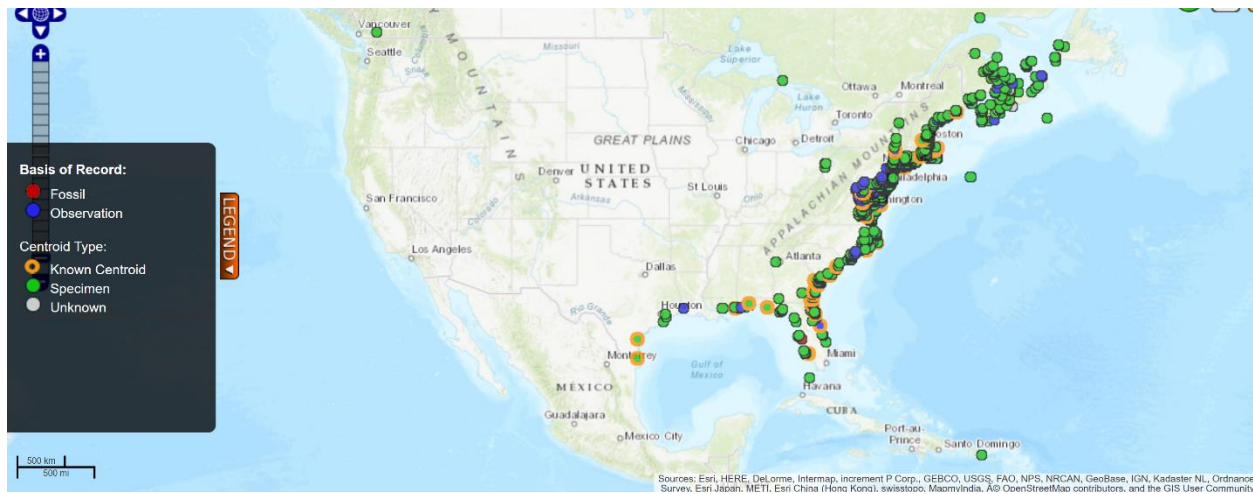 Vancouver
Seattle
MOUNTAINS
Missouri
Lake
Superior
Mississippi
Ottawa
Montreal
Lake
Huron
Toronto
GREAT PLAINS
Chicago
Detroit
APPALACHIAN MOUNTAINS
Denver
UNITED
STATES
St Louis
Ohio
Arkansas
Colorado
San Francisco
Los Angeles
Atlanta
Dallas
Houston
Rio Grande
Monterrey
Gulf of
Mexico
Miami
Havana
MÉXICO
CUBA
Guadalajara
Mexico City
Port-au-
Prince
Santo Domingo
Basis of Record:
Fossil
Observation
Centroid Type:
Known Centroid
Specimen
Unknown
LEGEND
500 km
500 mi
Sources: Esri, HERE, DeLorme, Intermap, increment P Corp., GEBCO, USGS, FAO, NPS, NRCAN, GeoBase, IGN, Kadaster NL, Ordnance
Survey, Esri Japan, METI, Esri China (Hong Kong), swisstopo, MapmyIndia, Â© OpenStreetMap contributors, and the GIS User Community